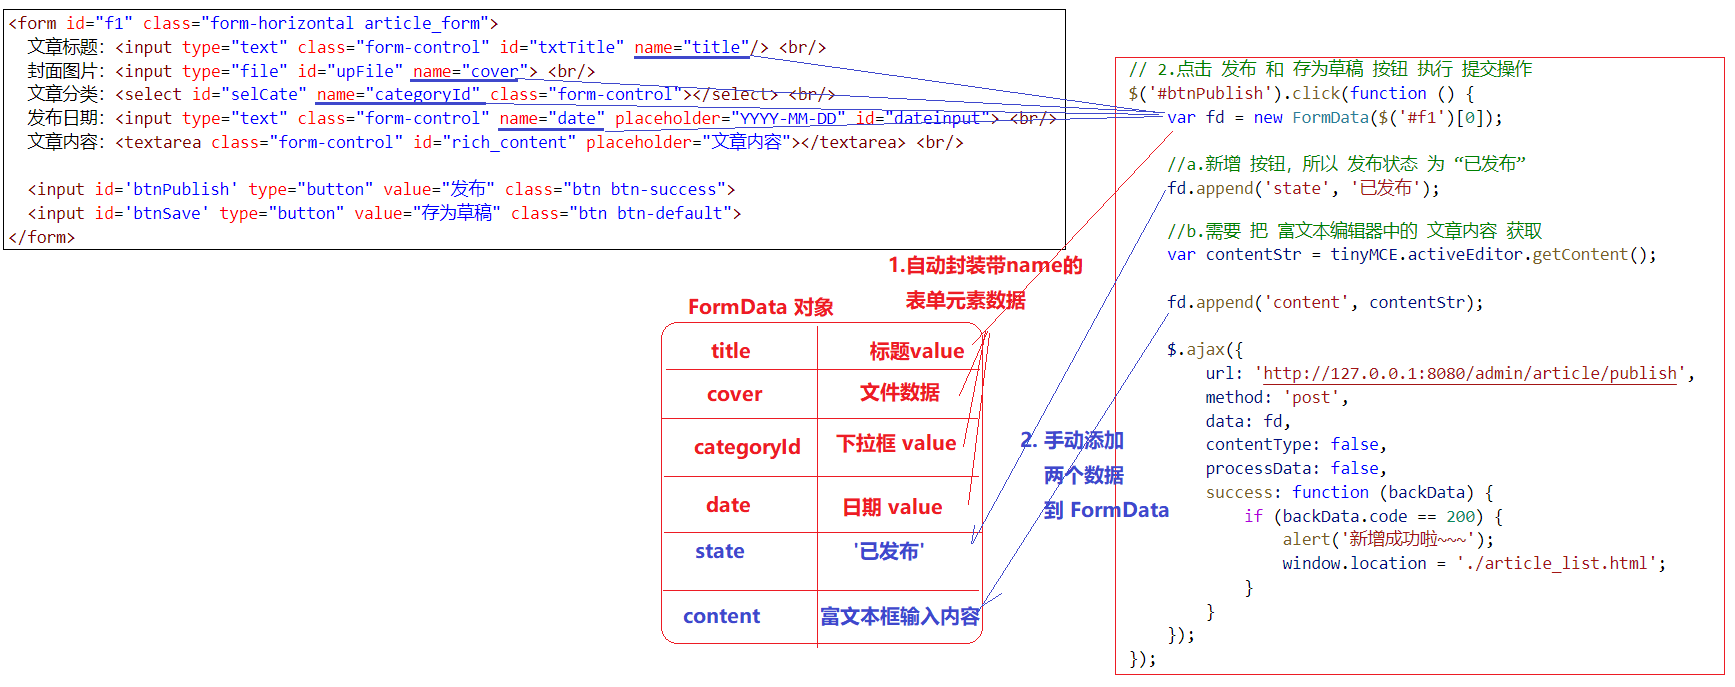 <form id="f1" class="form-horizontal article_form">
文章标题：<input type="text" class="form-control" id="txtTitle" name="title"/> <br/>
封面图片：<input type="file" id="upFile" name="cover"> <br/>
文章分类：<select id="selCate" name="categoryId" class="form-control"></select> <br/>
发布日期：<input type="text" class="form-control" name="date" placeholder="YYYY-MM-DD" id="dateinput"> <br/>
文章内容：<textarea class="form-control" id="rich_content" placeholder="文章内容"></textarea> <br/>
<input id='btnPublish' type="button" value="发布" class="btn btn-success">
<input id='btnSave' type="button" value="存为草稿" class="btn btn-default">
</form>
1.自动封装带name的
表单元素数据
FormData 对象
title 标题value
cover 文件数据
categoryId 下拉框 value
date 日期 value
state '已发布'
content 富文本框输入内容
2. 手动添加
两个数据
到 FormData
// 2.点击 发布 和 存为草稿 按钮 执行 提交操作
$('#btnPublish').click(function () {
var fd = new FormData($('#f1')[0]);
//a.新增 按钮，所以 发布状态 为 “已发布”
fd.append('state', '已发布');
//b.需要 把 富文本编辑器中的 文章内容 获取
var contentStr = tinyMCE.activeEditor.getContent();
fd.append('content', contentStr);
$.ajax({
url: 'http://127.0.0.1:8080/admin/article/publish',
method: 'post',
data: fd,
contentType: false,
processData: false,
success: function (backData) {
if (backData.code == 200) {
alert('新增成功啦~~~');
window.location = './article_list.html';
}
}
});
});